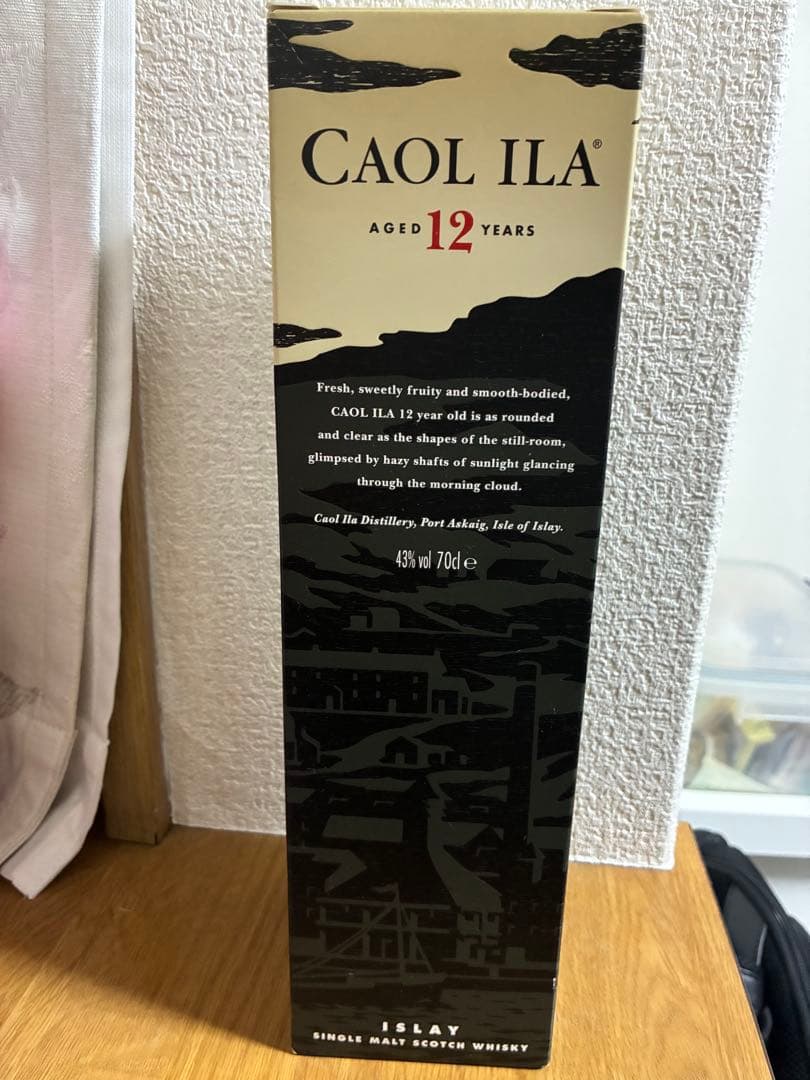 CAOL ILA®
AGED 12 YEARS
Fresh, sweetly fruity and smooth-bodied,
CAOL ILA 12 year old is as rounded
and clear as the shapes of the still-room,
glimpsed by hazy shafts of sunlight glancing
through the morning cloud.
Caol Ila Distillery, Port Askaig, Isle of Islay.
43% vol 70cl ℮
ISLAY
SINGLE MALT SCOTCH WHISKY